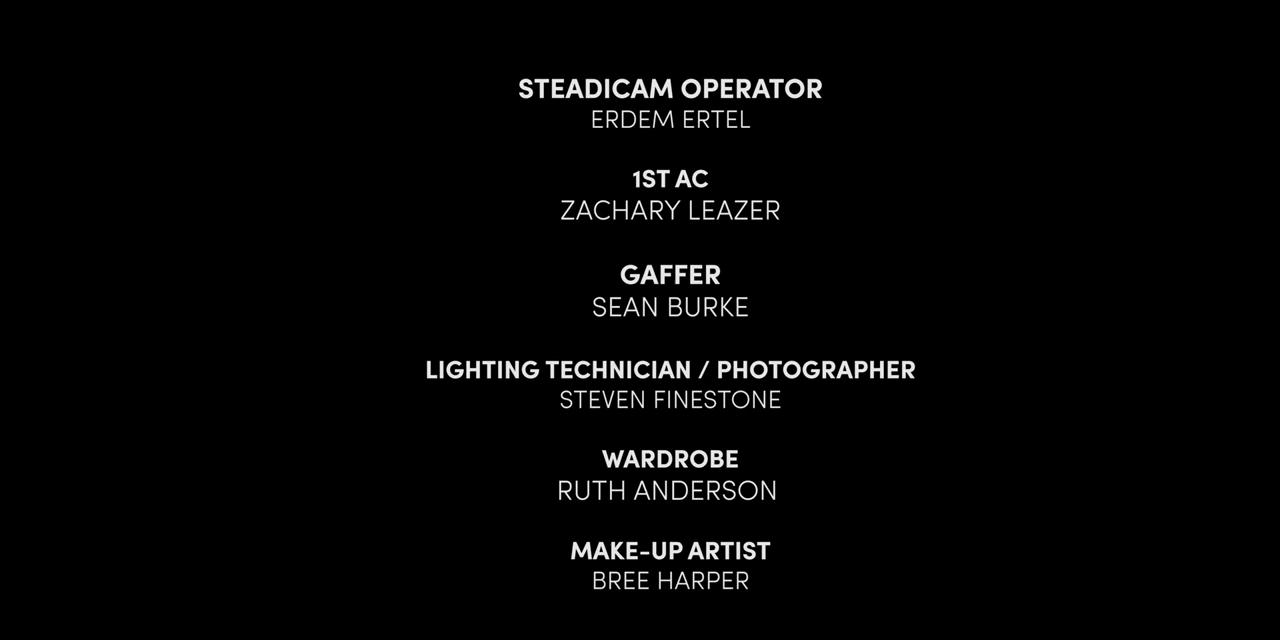 STEADICAM OPERATOR
ERDEM ERTEL
1ST AC
ZACHARY LEAZER
GAFFER
SEAN BURKE
LIGHTING TECHNICIAN / PHOTOGRAPHER
STEVEN FINESTONE
WARDROBE
RUTH ANDERSON
MAKE-UP ARTIST
BREE HARPER